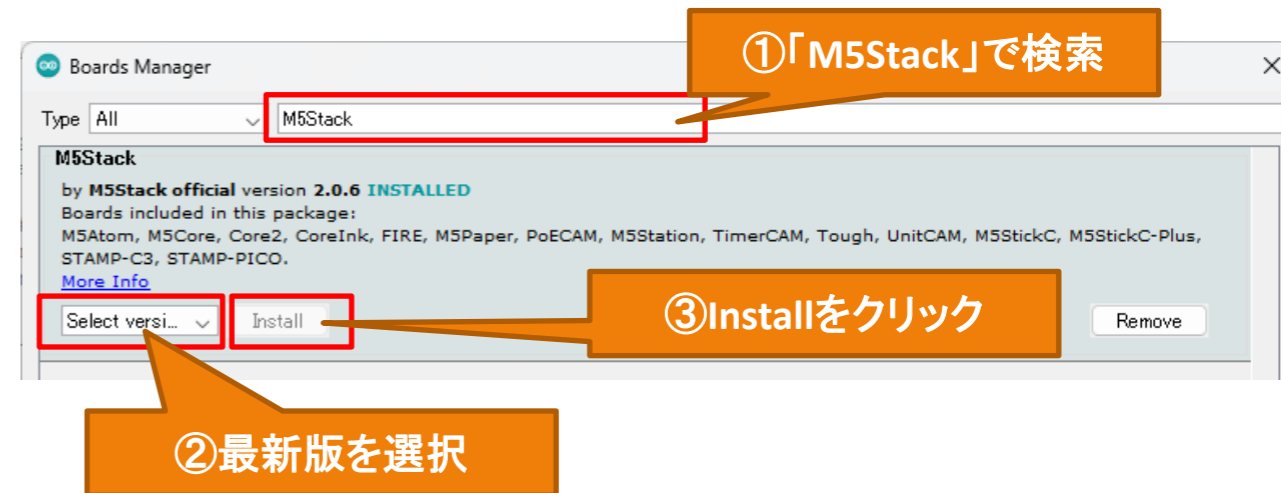 ①「M5Stack」で検索
Boards Manager
Type All M5Stack
M5Stack
by M5Stack official version 2.0.6 INSTALLED
Boards included in this package:
M5Atom, M5Core, Core2, CoreInk, FIRE, M5Paper, PoECAM, M5Station, TimerCAM, Tough, UnitCAM, M5StickC, M5StickC-Plus,
STAMP-C3, STAMP-PICO.
More Info
Select versi... Install
③Installをクリック
Remove
②最新版を選択